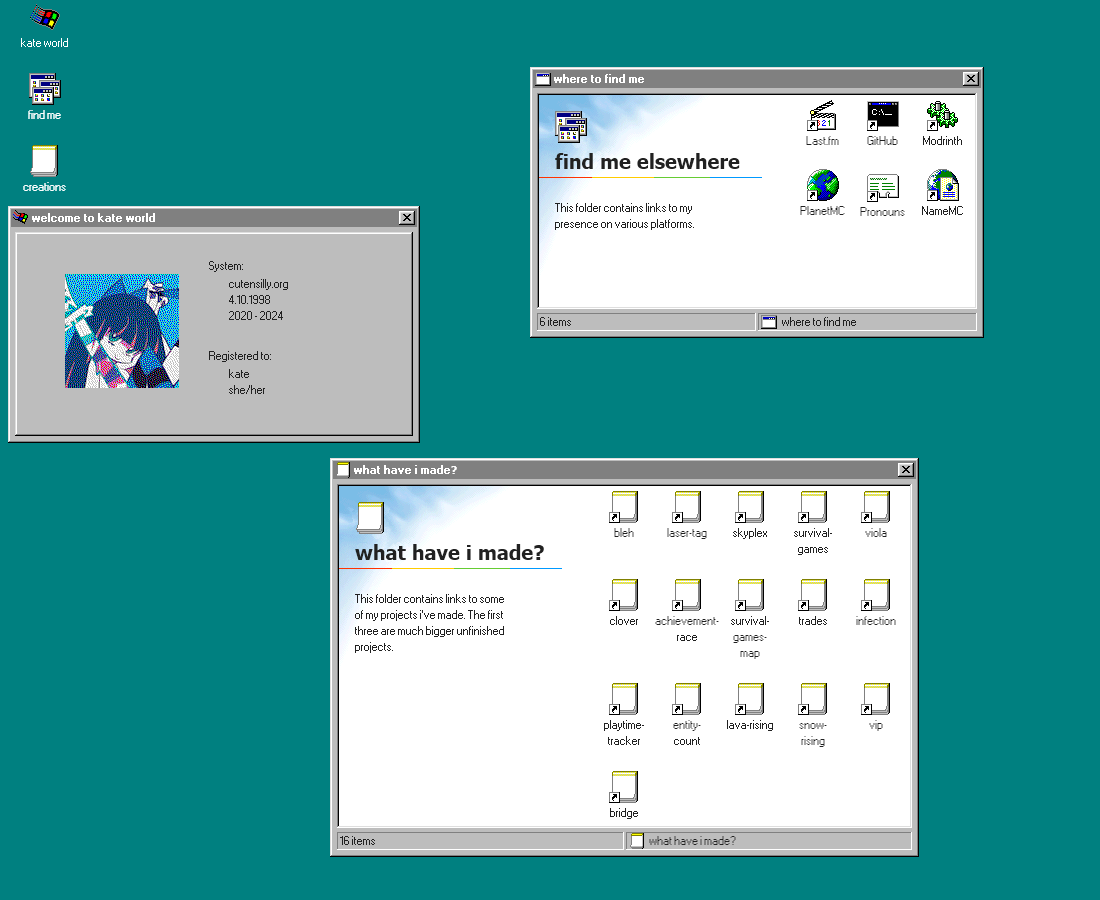 kate world
find me
creations
welcome to kate world
System:
cutensilly.org
4.10.1998
2020 - 2024
Registered to:
kate
she/her
where to find me
find me elsewhere
This folder contains links to my
presence on various platforms.
Last.fm
GitHub
C:\_
Modrinth
PlanetMC
Pronouns
NameMC
6 items
where to find me
what have i made?
what have i made?
This folder contains links to some
of my projects i've made. The first
three are much bigger unfinished
projects.
bleh
laser-tag
skyplex
survival-
games
viola
clover
achievement-
race
survival-
games-
map
trades
infection
playtime-
tracker
entity-
count
lava-rising
snow-
rising
vip
bridge
16 items
what have i made?